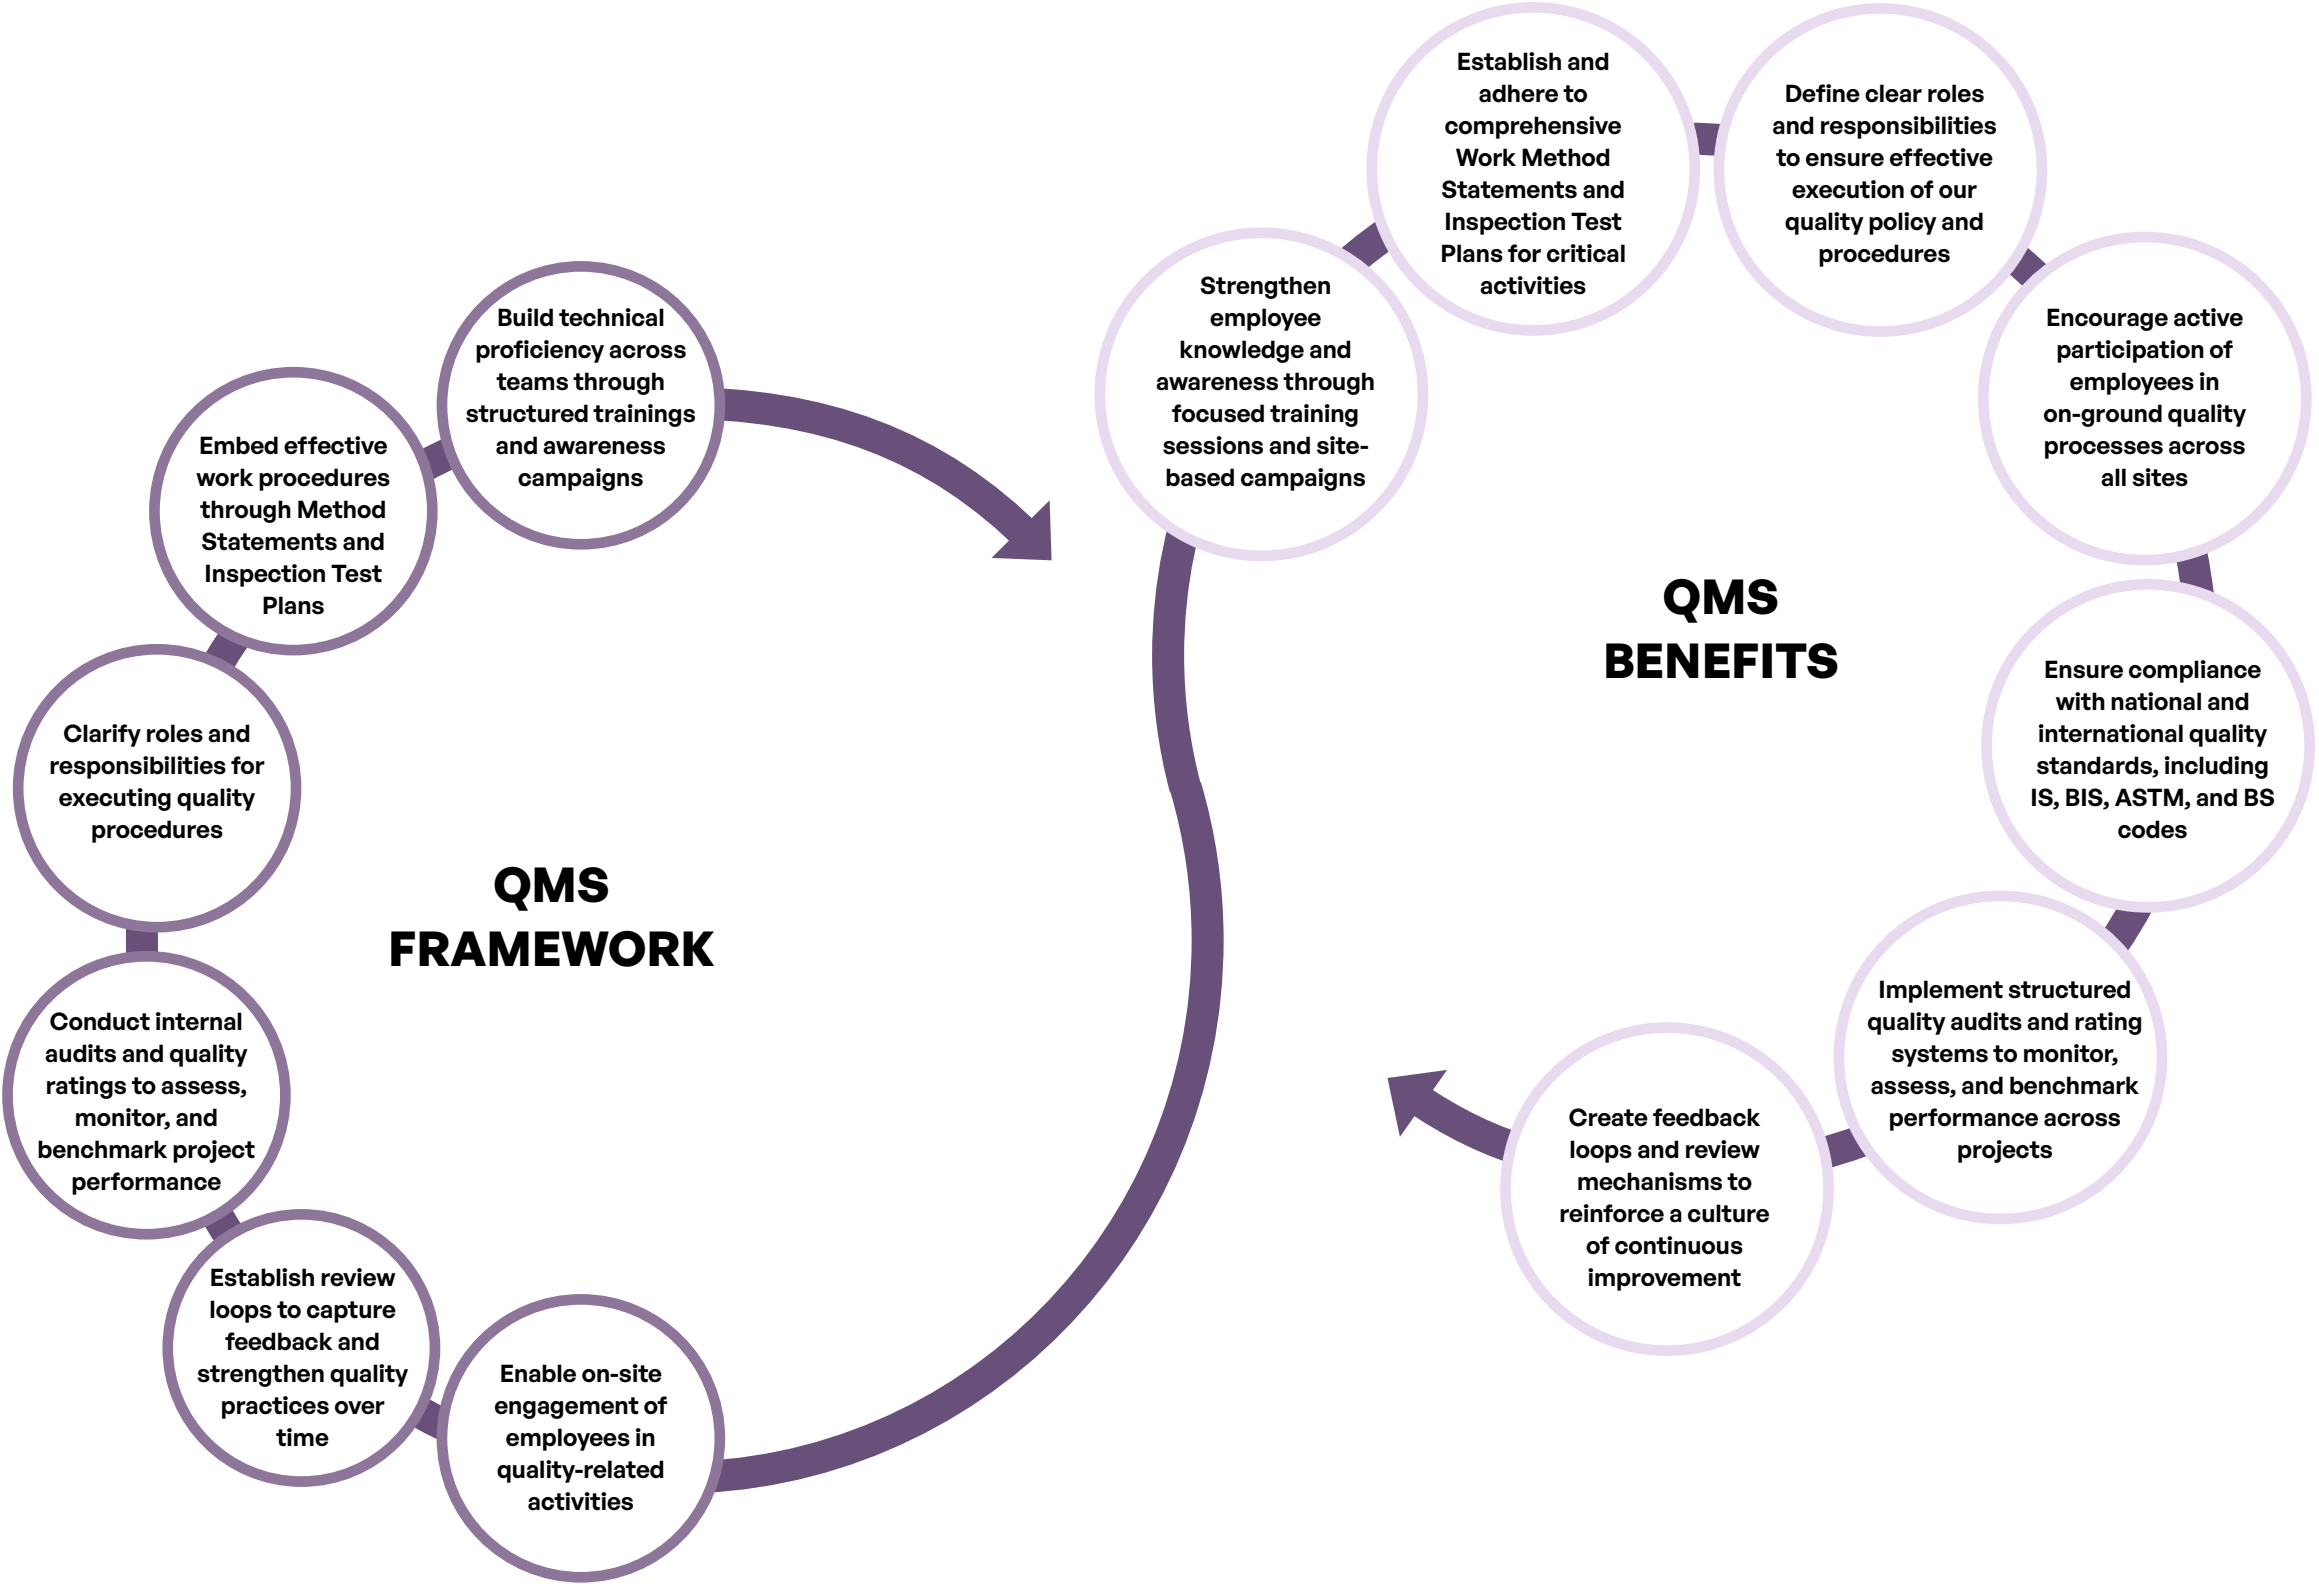 Build technical
proficiency across
teams through
structured trainings
and awareness
campaigns
Embed effective
work procedures
through Method
Statements and
Inspection Test
Plans
Clarify roles and
responsibilities for
executing quality
procedures
Conduct internal
audits and quality
ratings to assess,
monitor, and
benchmark project
performance
Establish review
loops to capture
feedback and
strengthen quality
practices over
time
Enable on-site
engagement of
employees in
quality-related
activities
QMS
FRAMEWORK
Strengthen
employee
knowledge and
awareness through
focused training
sessions and site-
based campaigns
Establish and
adhere to
comprehensive
Work Method
Statements and
Inspection Test
Plans for critical
activities
Define clear roles
and responsibilities
to ensure effective
execution of our
quality policy and
procedures
Encourage active
participation of
employees in
on-ground quality
processes across
all sites
Ensure compliance
with national and
international quality
standards, including
IS, BIS, ASTM, and BS
codes
Implement structured
quality audits and rating
systems to monitor,
assess, and benchmark
performance across
projects
Create feedback
loops and review
mechanisms to
reinforce a culture
of continuous
improvement
QMS
BENEFITS